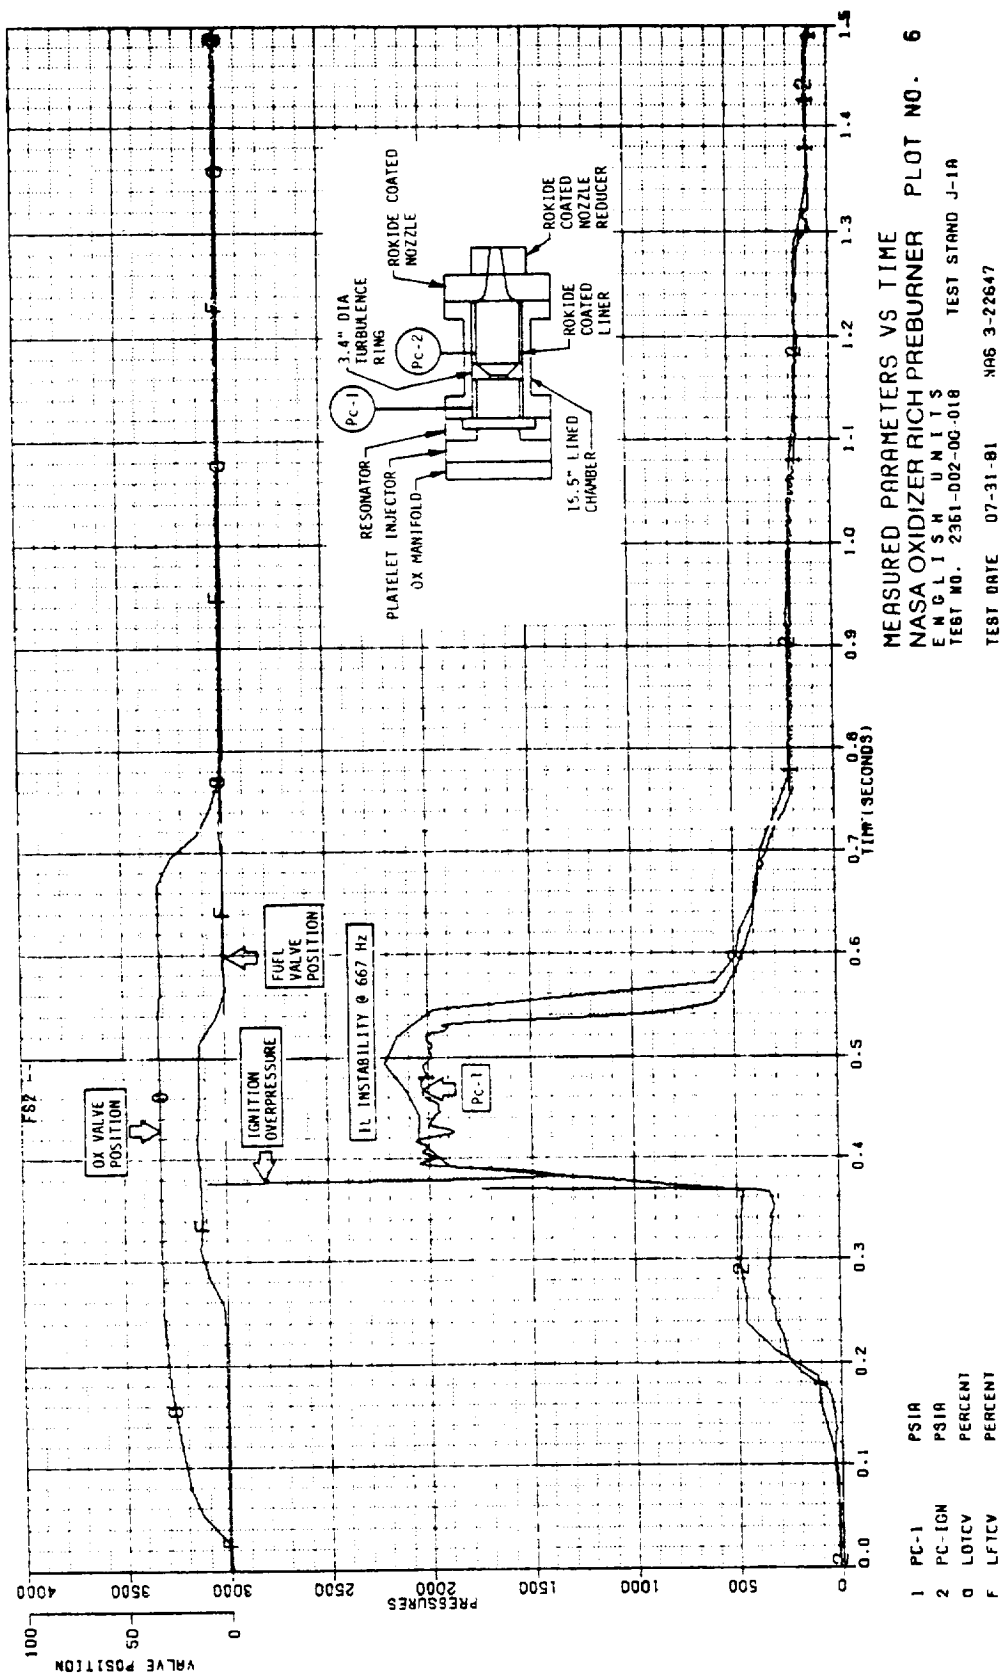 MEASURED PARAMETERS VS TIME
NASA OXIDIZER RICH PREBURNER PLOT NO. 6
ENGLISH UNITS
TEST NO. 2361-D02-0G-018 TEST STAND J-1A
TEST DATE 07-31-81 NAS 3-22647
1 PC-1 PSIA
2 PC-IGN PSIA
O LOTCV PERCENT
F LFTCV PERCENT
VALVE POSITION
100
50
0
PRESSURES
4000
3500
3000
2500
2000
1500
1000
500
0
0.0 0.1 0.2 0.3 0.4 0.5 0.6 0.7 0.8 0.9 1.0 1.1 1.2 1.3 1.4 1.5
TIME (SECONDS)
FS2
OX VALVE
POSITION
IGNITION
OVERPRESSURE
FUEL
VALVE
POSITION
1L INSTABILITY @ 667 Hz
Pc-1
RESONATOR
PLATELET INJECTOR
OX MANIFOLD
Pc-1
3.4" DIA
TURBULENCE
RING
Pc-2
ROKIDE COATED
NOZZLE
ROKIDE
COATED
NOZZLE
REDUCER
ROKIDE
COATED
LINER
15.5" LINED
CHAMBER